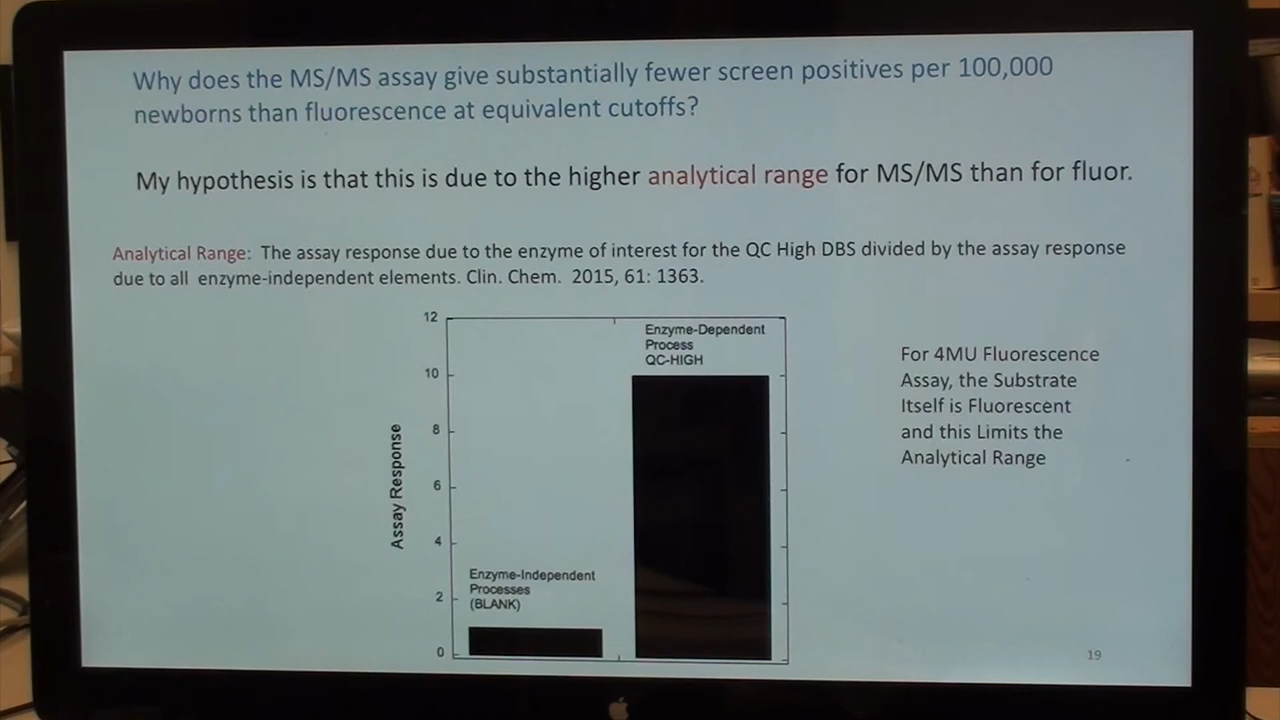 Why does the MS/MS assay give substantially fewer screen positives per 100,000
newborns than fluorescence at equivalent cutoffs?
My hypothesis is that this is due to the higher analytical range for MS/MS than for fluor.
Analytical Range: The assay response due to the enzyme of interest for the QC High DBS divided by the assay response
due to all enzyme-independent elements. Clin. Chem. 2015, 61: 1363.
12
10
8
6
4
2
0
Assay Response
Enzyme-Independent
Processes
(BLANK)
Enzyme-Dependent
Process
QC-HIGH
For 4MU Fluorescence
Assay, the Substrate
Itself is Fluorescent
and this Limits the
Analytical Range
19